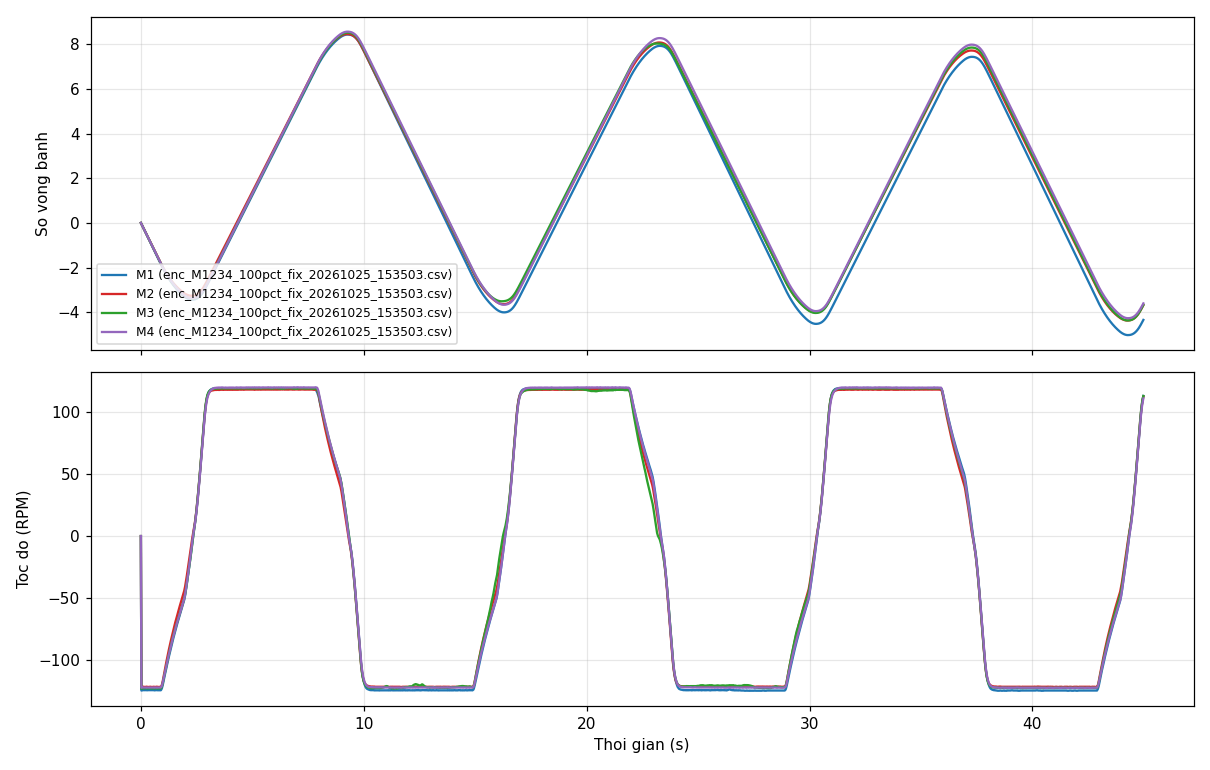 So vong banh
8
6
4
2
0
−2
−4
M1 (enc_M1234_100pct_fix_20261025_153503.csv)
M2 (enc_M1234_100pct_fix_20261025_153503.csv)
M3 (enc_M1234_100pct_fix_20261025_153503.csv)
M4 (enc_M1234_100pct_fix_20261025_153503.csv)
Toc do (RPM)
100
50
0
−50
−100
0 10 20 30 40
Thoi gian (s)